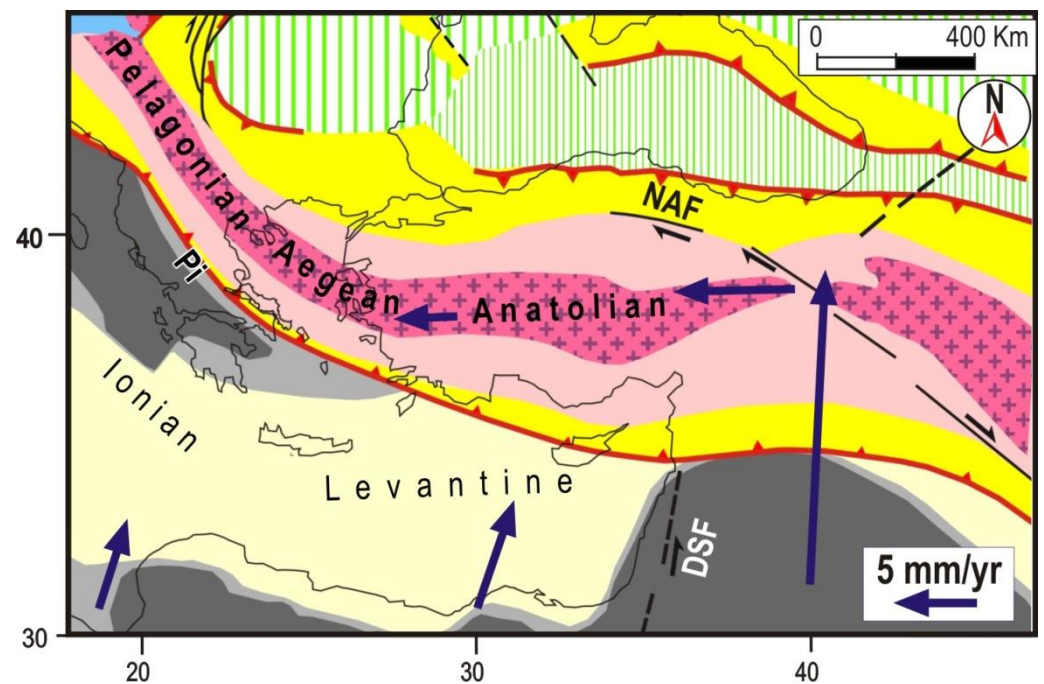 0 400 Km
N
Pelagonian
Aegean
Anatolian
NAF
40
Pi
Ionian
Levantine
DSF
5 mm/yr
30
20 30 40